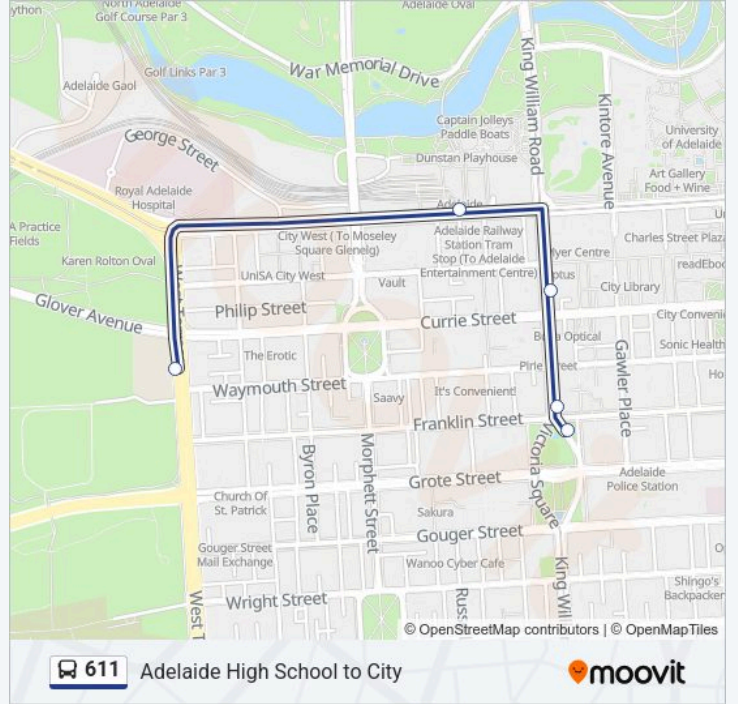 ython
North Adelaide
Golf Course Par 3
Adelaide Oval
Golf Links Par 3
War Memorial Drive
King William Road
Adelaide Gaol
Captain Jolleys
Paddle Boats
Kintore Avenue
University
of Adelaide
George Street
Dunstan Playhouse
Art Gallery
Food + Wine
Royal Adelaide
Hospital
Adelaide
A Practice
Fields
City West ( To Moseley
Square Glenelg)
Adelaide Railway
Station Tram
Stop (To Adelaide
Entertainment Centre)
Charles Street Plaza
Karen Rolton Oval
Myer Centre
readEboo
UniSA City West
Vault
City Library
Glover Avenue
Philip Street
Currie Street
City Conveni
The Erotic
Optical
Sonic Health
Pirie Street
Gawler Place
Ho
Waymouth Street
Saavy
It's Convenient!
Franklin Street
Byron Place
Morphett Street
Victoria Square
Grote Street
Adelaide
Police Station
Church Of
St. Patrick
Sakura
Gouger Street
Gouger Street
Mail Exchange
Wanoo Cyber Cafe
King Wil
Shingo's
Backpacker
West T
Wright Street
Russ
© OpenStreetMap contributors | © OpenMapTiles
611 Adelaide High School to City
moovit